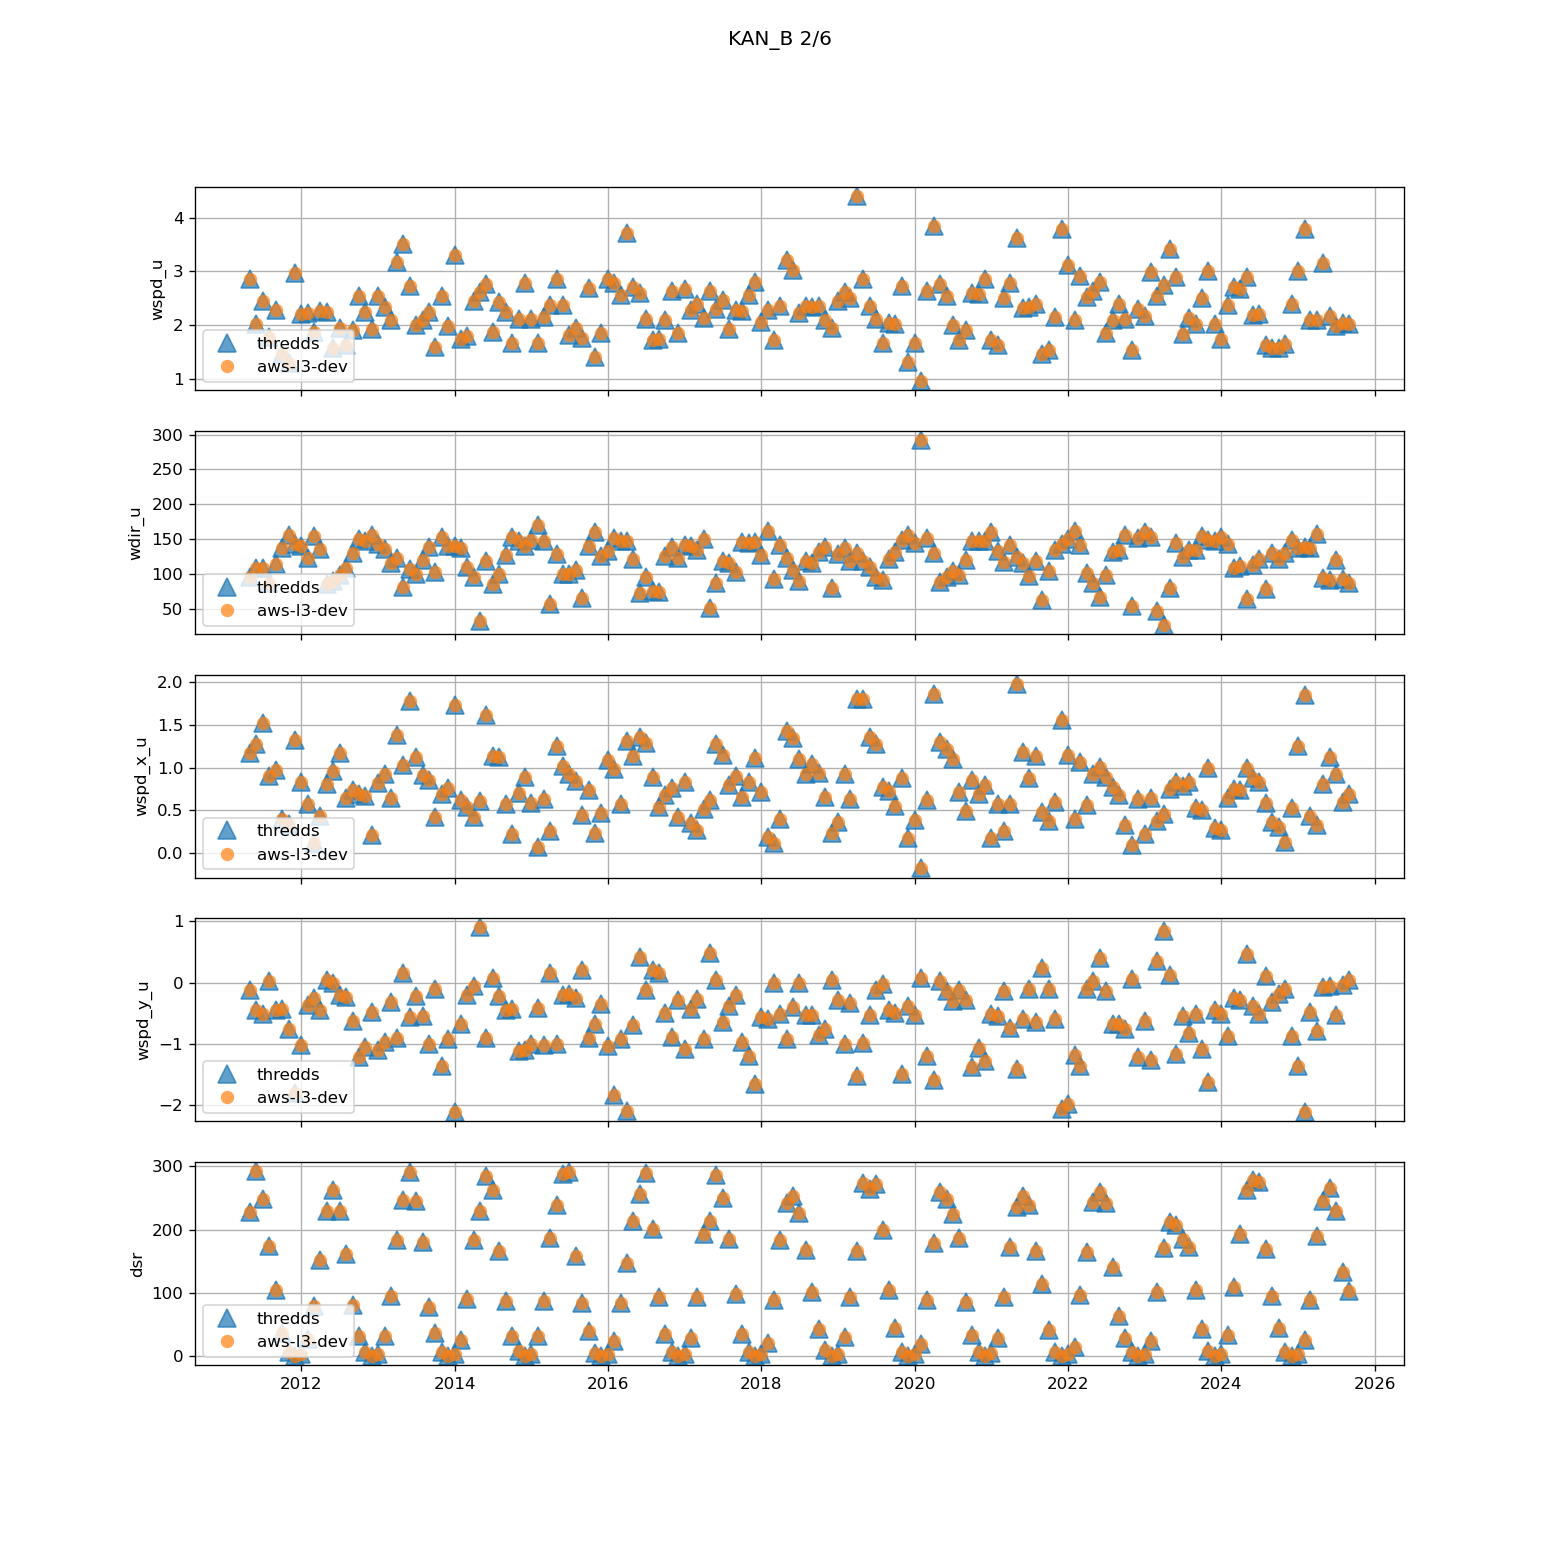 KAN_B 2/6
4
3
2
1
wspd_u
thredds
aws-l3-dev
300
250
200
150
100
50
wdir_u
thredds
aws-l3-dev
2.0
1.5
1.0
0.5
0.0
wspd_x_u
thredds
aws-l3-dev
1
0
−1
−2
wspd_y_u
thredds
aws-l3-dev
300
200
100
0
dsr
thredds
aws-l3-dev
2012 2014 2016 2018 2020 2022 2024 2026